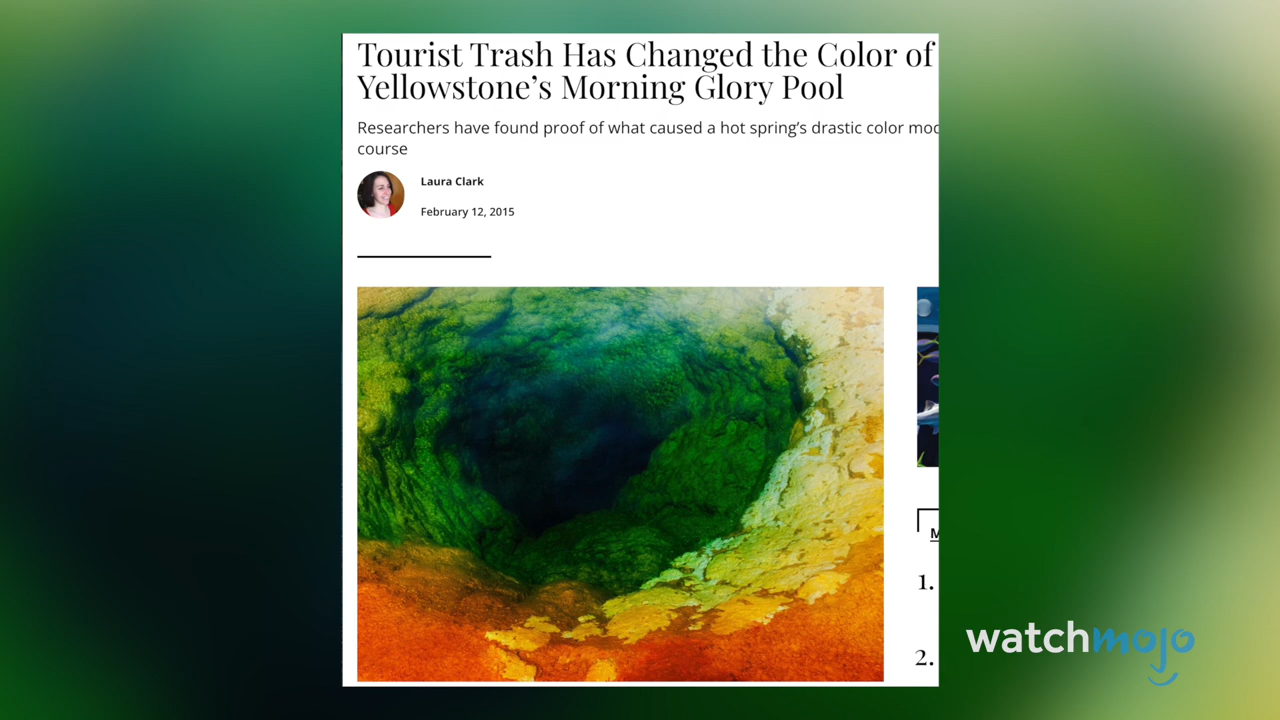 Tourist Trash Has Changed the Color of
Yellowstone’s Morning Glory Pool
Researchers have found proof of what caused a hot spring’s drastic color
course
Laura Clark
February 12, 2015
1.
2.
watchmojo